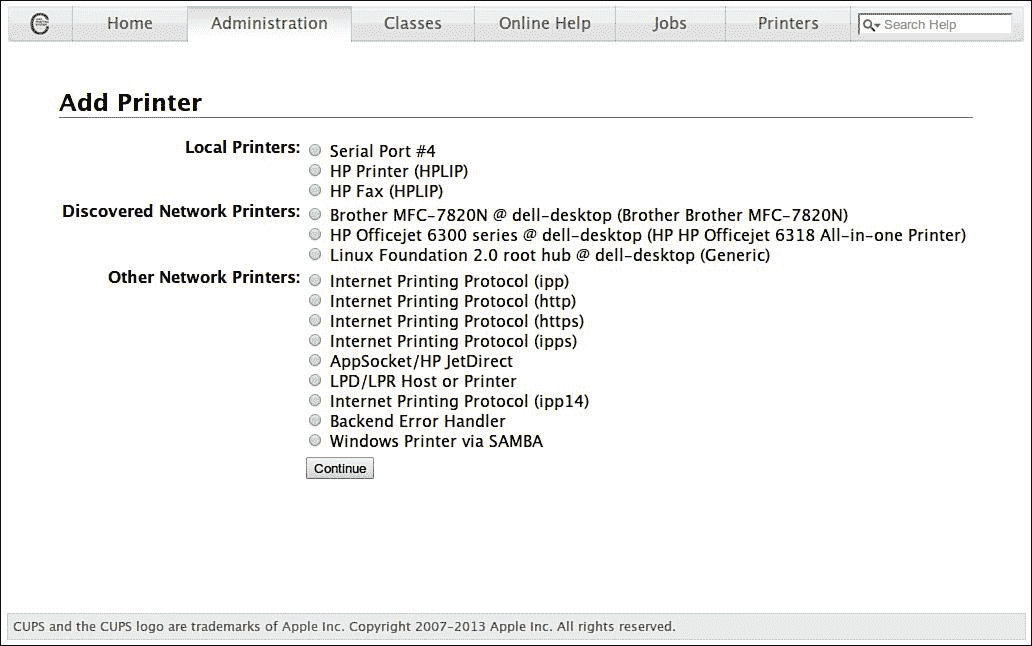 Home Administration Classes Online Help Jobs Printers Search Help
Add Printer
Local Printers: Serial Port #4
HP Printer (HPLIP)
HP Fax (HPLIP)
Discovered Network Printers: Brother MFC-7820N @ dell-desktop (Brother Brother MFC-7820N)
HP Officejet 6300 series @ dell-desktop (HP HP Officejet 6318 All-in-one Printer)
Linux Foundation 2.0 root hub @ dell-desktop (Generic)
Other Network Printers: Internet Printing Protocol (ipp)
Internet Printing Protocol (http)
Internet Printing Protocol (https)
Internet Printing Protocol (ipps)
AppSocket/HP JetDirect
LPD/LPR Host or Printer
Internet Printing Protocol (ipp14)
Backend Error Handler
Windows Printer via SAMBA
Continue
CUPS and the CUPS logo are trademarks of Apple Inc. Copyright 2007-2013 Apple Inc. All rights reserved.